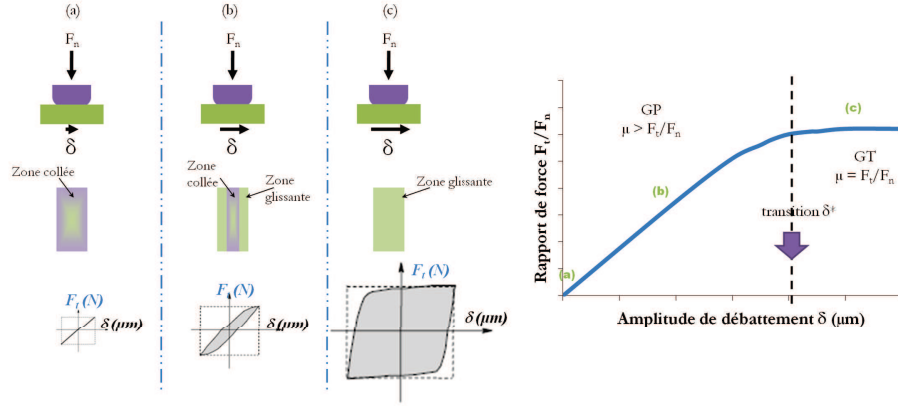 (a)
(b)
(c)
Fn
Fn
Fn
δ
δ
δ
Zone collée
Zone
collée
Zone
glissante
Zone glissante
Ft (N)
δ(μm)
Ft (N)
δ(μm)
Ft (N)
δ(μm)
Rapport de force Ft/Fn
GP
μ > Ft/Fn
(c)
GT
μ = Ft/Fn
(b)
transition δ*
(a)
Amplitude de débattement δ (μm)